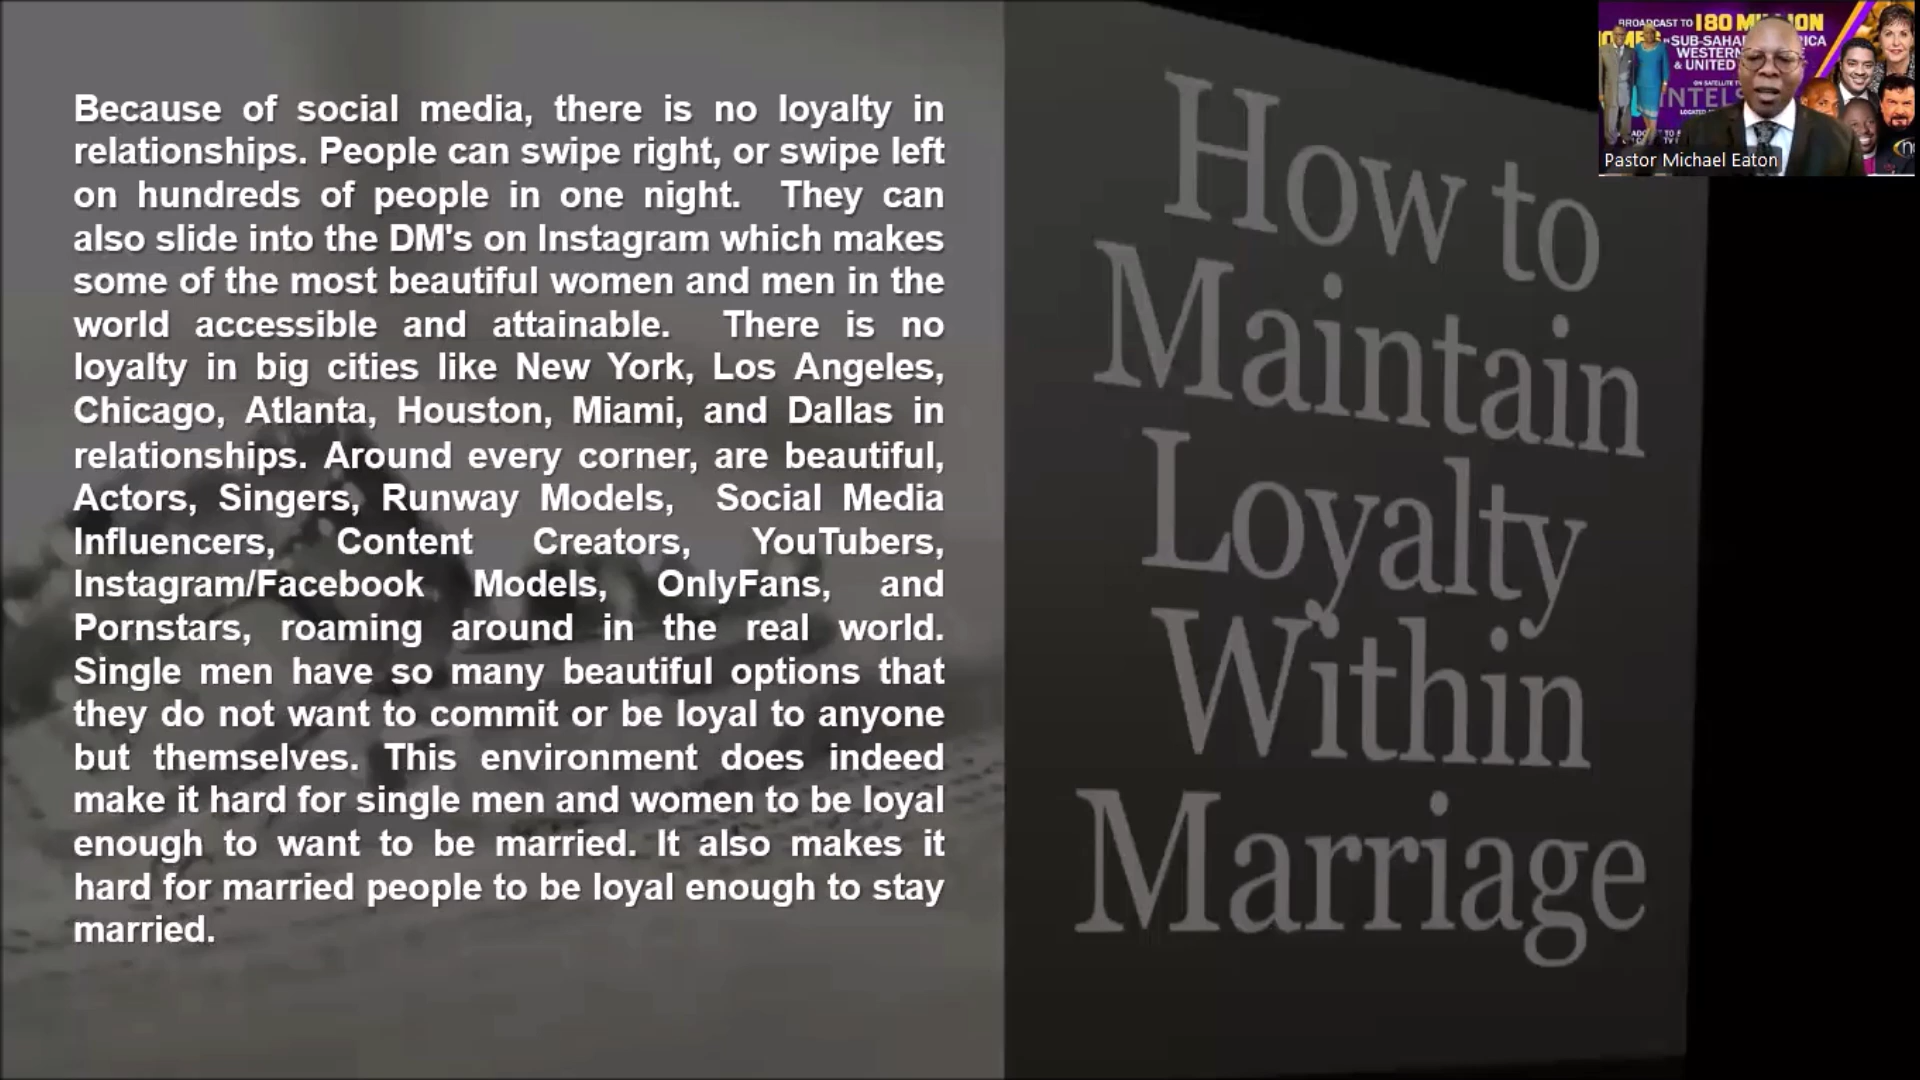 Because of social media, there is no loyalty in
relationships. People can swipe right, or swipe left
on hundreds of people in one night. They can
also slide into the DM's on Instagram which makes
some of the most beautiful women and men in the
world accessible and attainable. There is no
loyalty in big cities like New York, Los Angeles,
Chicago, Atlanta, Houston, Miami, and Dallas in
relationships. Around every corner, are beautiful,
Actors, Singers, Runway Models, Social Media
Influencers, Content Creators, YouTubers,
Instagram/Facebook Models, OnlyFans, and
Pornstars, roaming around in the real world.
Single men have so many beautiful options that
they do not want to commit or be loyal to anyone
but themselves. This environment does indeed
make it hard for single men and women to be loyal
enough to want to be married. It also makes it
hard for married people to be loyal enough to stay
married.
How to
Maintain
Loyalty
Within
Marriage
BROADCAST TO 180
WESTERN
& UNITED
Pastor Michael Eaton